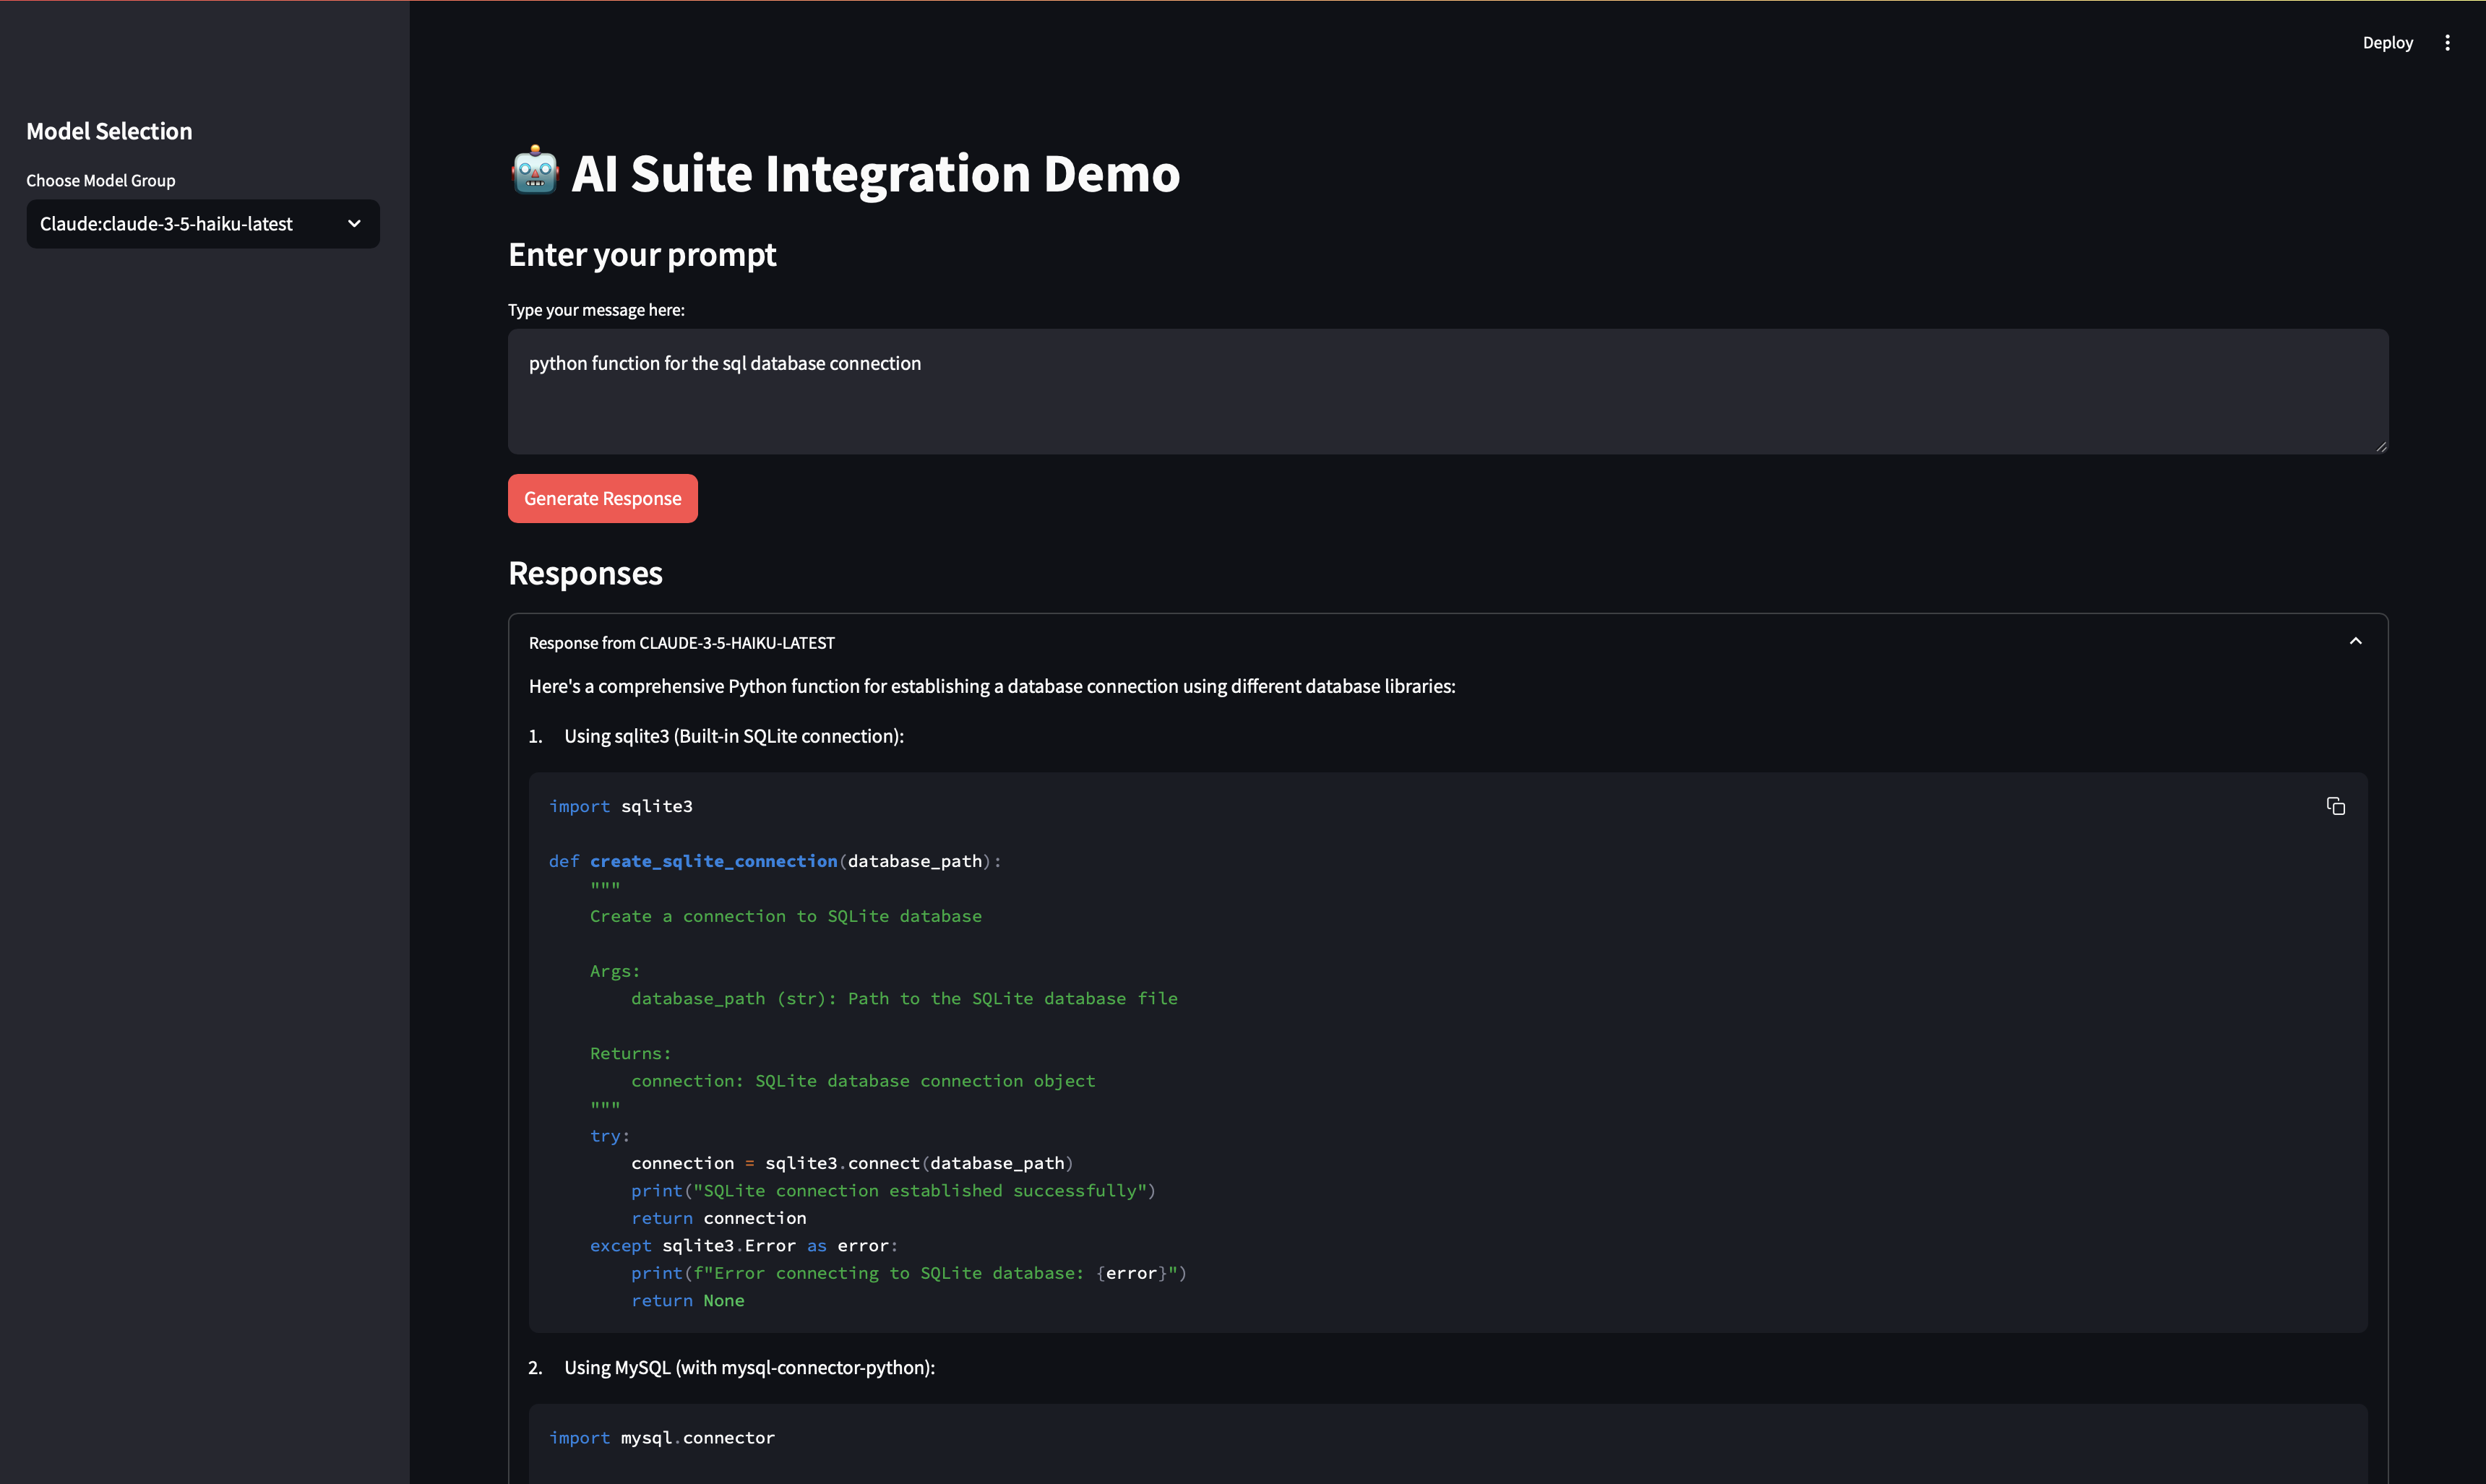 Deploy
Model Selection
Choose Model Group
Claude:claude-3-5-haiku-latest
AI Suite Integration Demo
Enter your prompt
Type your message here:
python function for the sql database connection
Generate Response
Responses
Response from CLAUDE-3-5-HAIKU-LATEST
Here's a comprehensive Python function for establishing a database connection using different database libraries:
1. Using sqlite3 (Built-in SQLite connection):
import sqlite3
def create_sqlite_connection(database_path):
    """
    Create a connection to SQLite database
    Args:
        database_path (str): Path to the SQLite database file
    Returns:
        connection: SQLite database connection object
    """
    try:
        connection = sqlite3.connect(database_path)
        print("SQLite connection established successfully")
        return connection
    except sqlite3.Error as error:
        print(f"Error connecting to SQLite database: {error}")
        return None
2. Using MySQL (with mysql-connector-python):
import mysql.connector